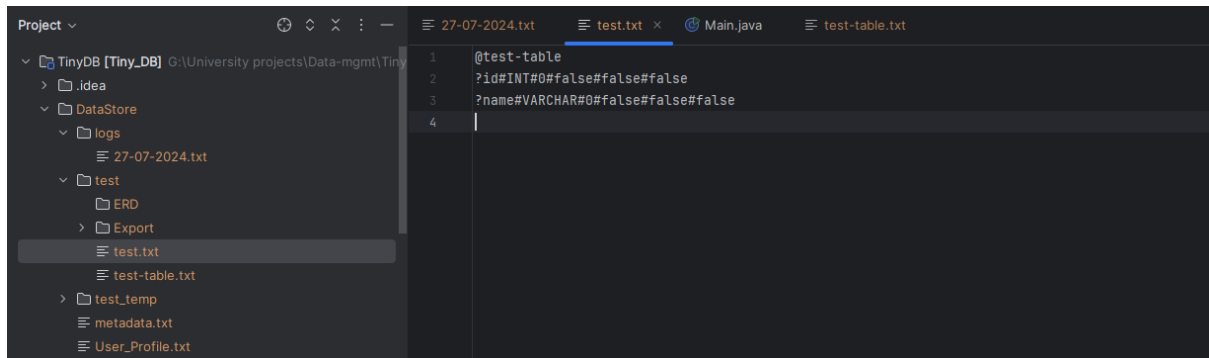 Project
TinyDB [Tiny_DB] G:\University projects\Data-mgmt\Tiny
.idea
DataStore
logs
27-07-2024.txt
test
ERD
Export
test.txt
test-table.txt
test_temp
metadata.txt
User_Profile.txt
27-07-2024.txt
test.txt
Main.java
test-table.txt
1 @test-table
2 ?id#INT#0#false#false#false
3 ?name#VARCHAR#0#false#false#false
4